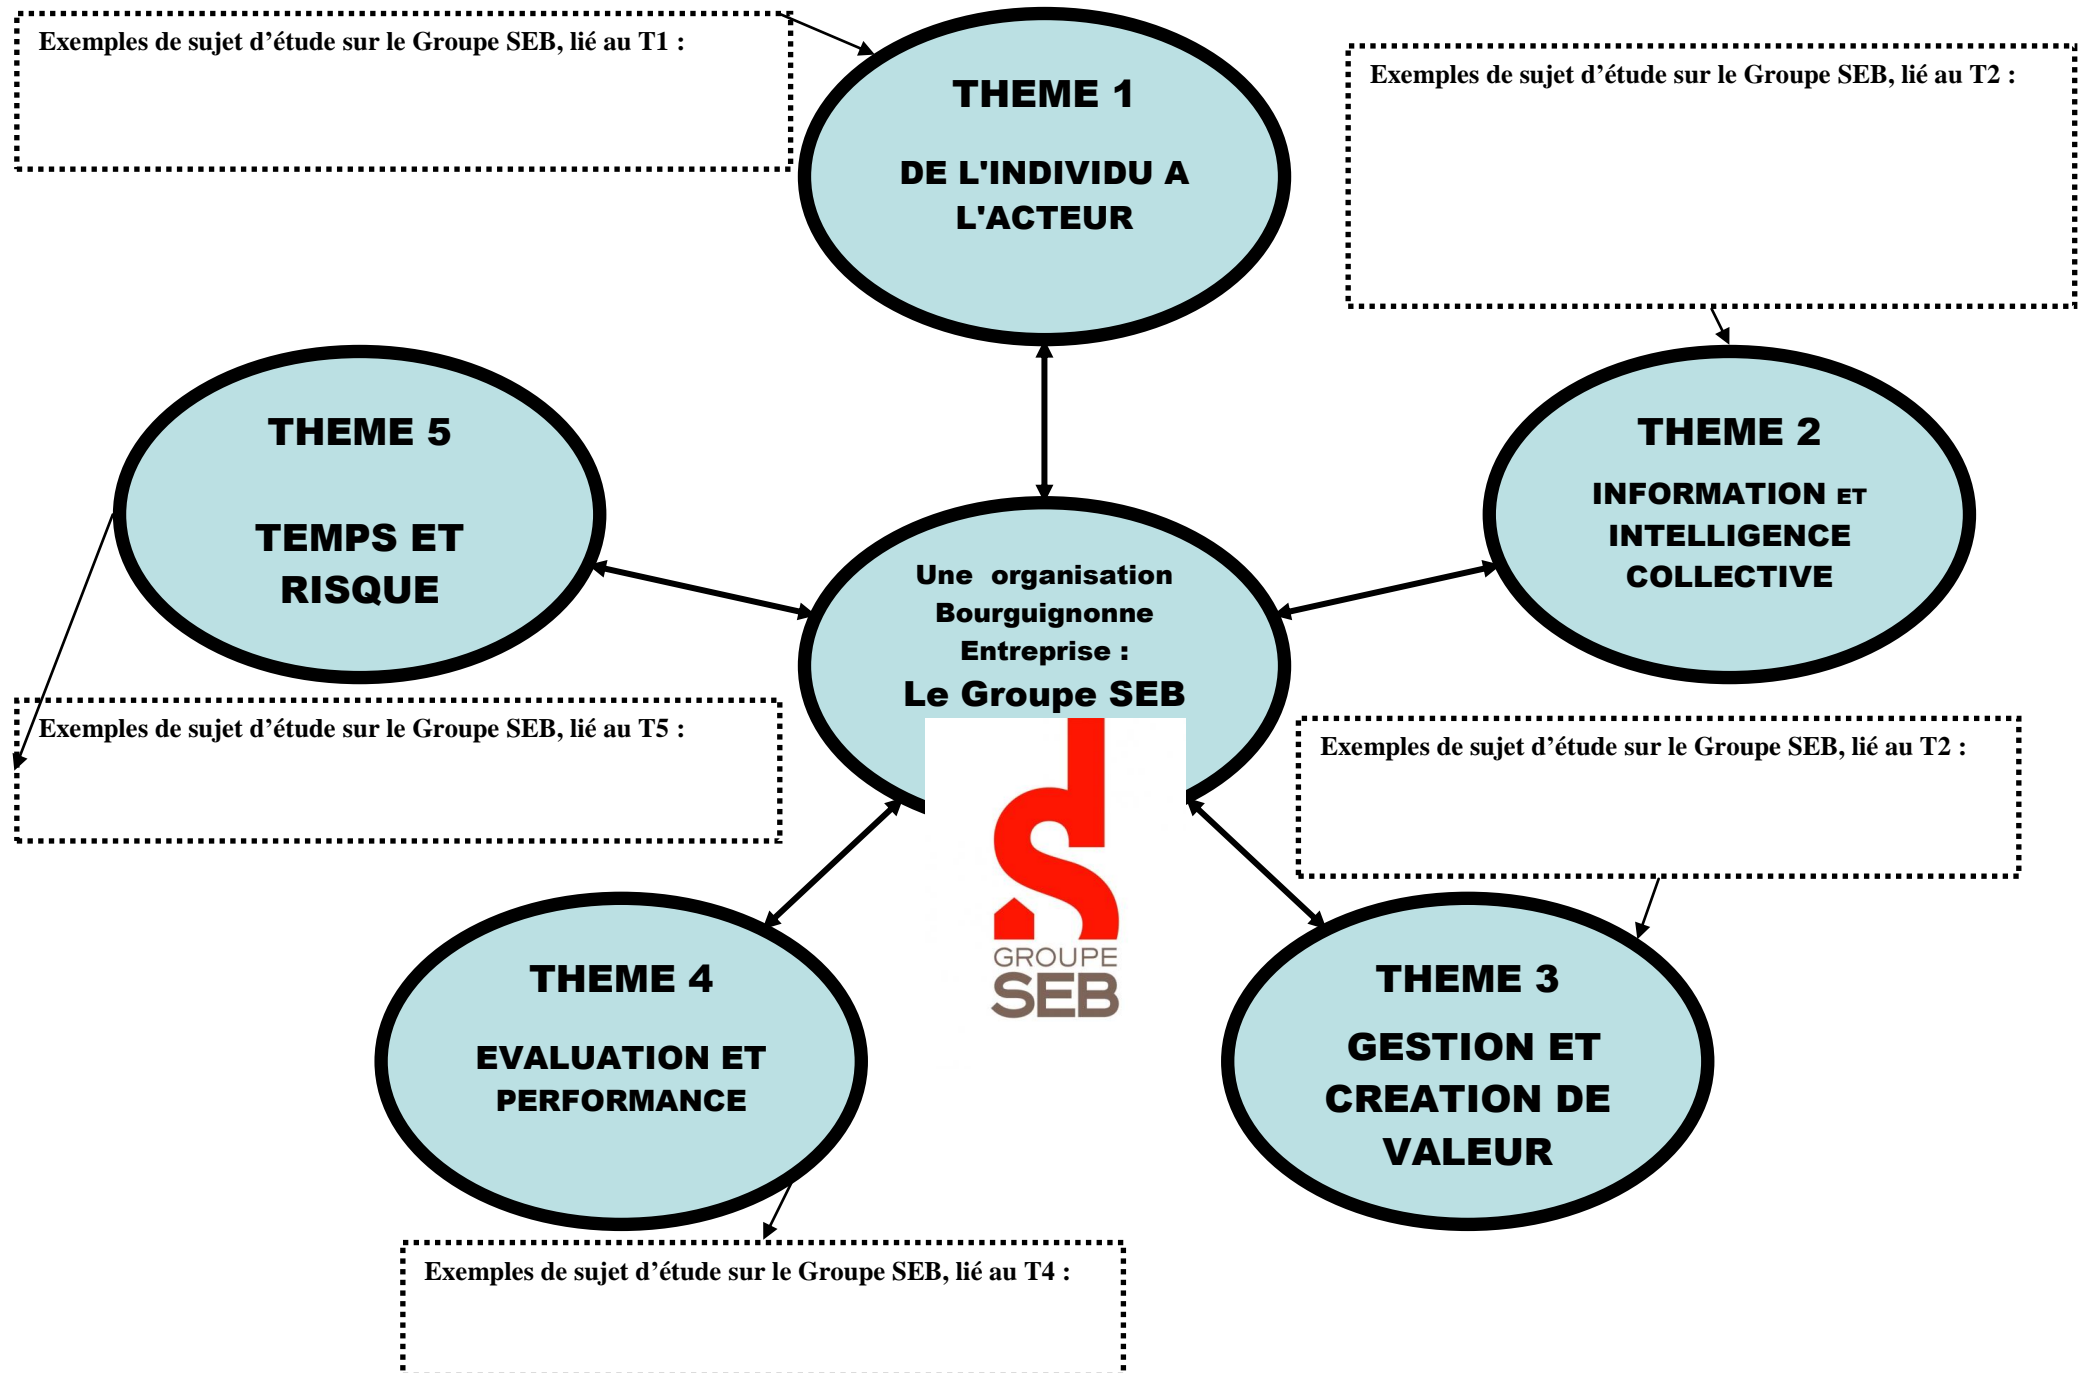 Exemples de sujet d’étude sur le Groupe SEB, lié au T1 :
THEME 1
DE L'INDIVIDU A
L'ACTEUR
Exemples de sujet d’étude sur le Groupe SEB, lié au T2 :
THEME 5
TEMPS ET
RISQUE
THEME 2
INFORMATION ET
INTELLIGENCE
COLLECTIVE
Une organisation
Bourguignonne
Entreprise :
Le Groupe SEB
GROUPE
SEB
Exemples de sujet d’étude sur le Groupe SEB, lié au T5 :
Exemples de sujet d’étude sur le Groupe SEB, lié au T2 :
THEME 4
EVALUATION ET
PERFORMANCE
THEME 3
GESTION ET
CREATION DE
VALEUR
Exemples de sujet d’étude sur le Groupe SEB, lié au T4 :